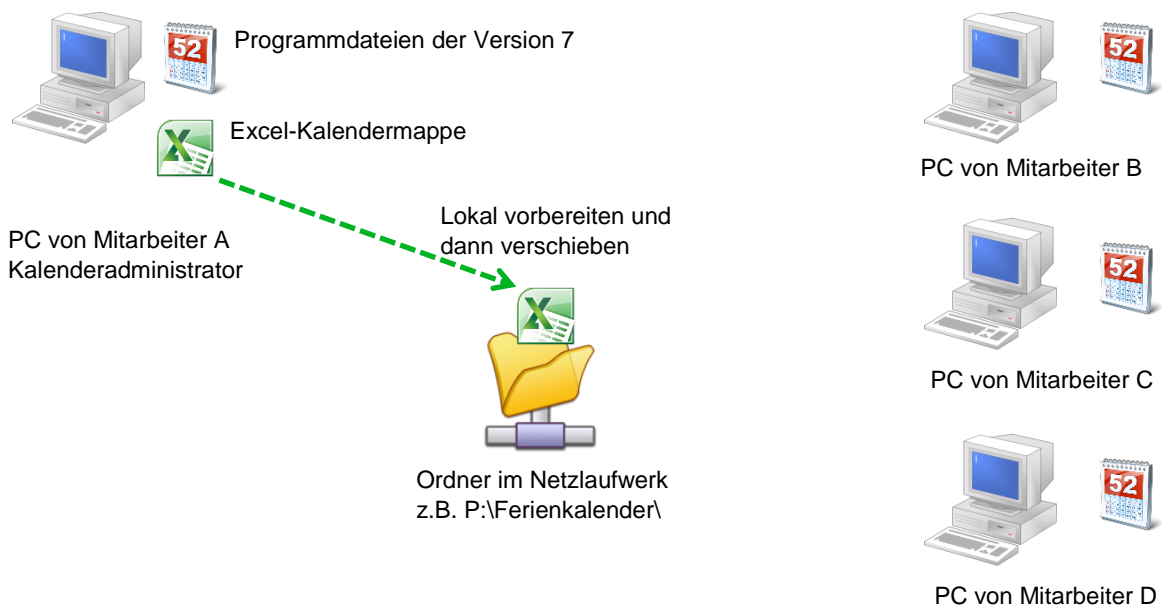 52
Programmdateien der Version 7
Excel-Kalendermappe
PC von Mitarbeiter A
Kalenderadministrator
Lokal vorbereiten und
dann verschieben
Ordner im Netzlaufwerk
z.B. P:\Ferienkalender\
52
PC von Mitarbeiter B
52
PC von Mitarbeiter C
52
PC von Mitarbeiter D